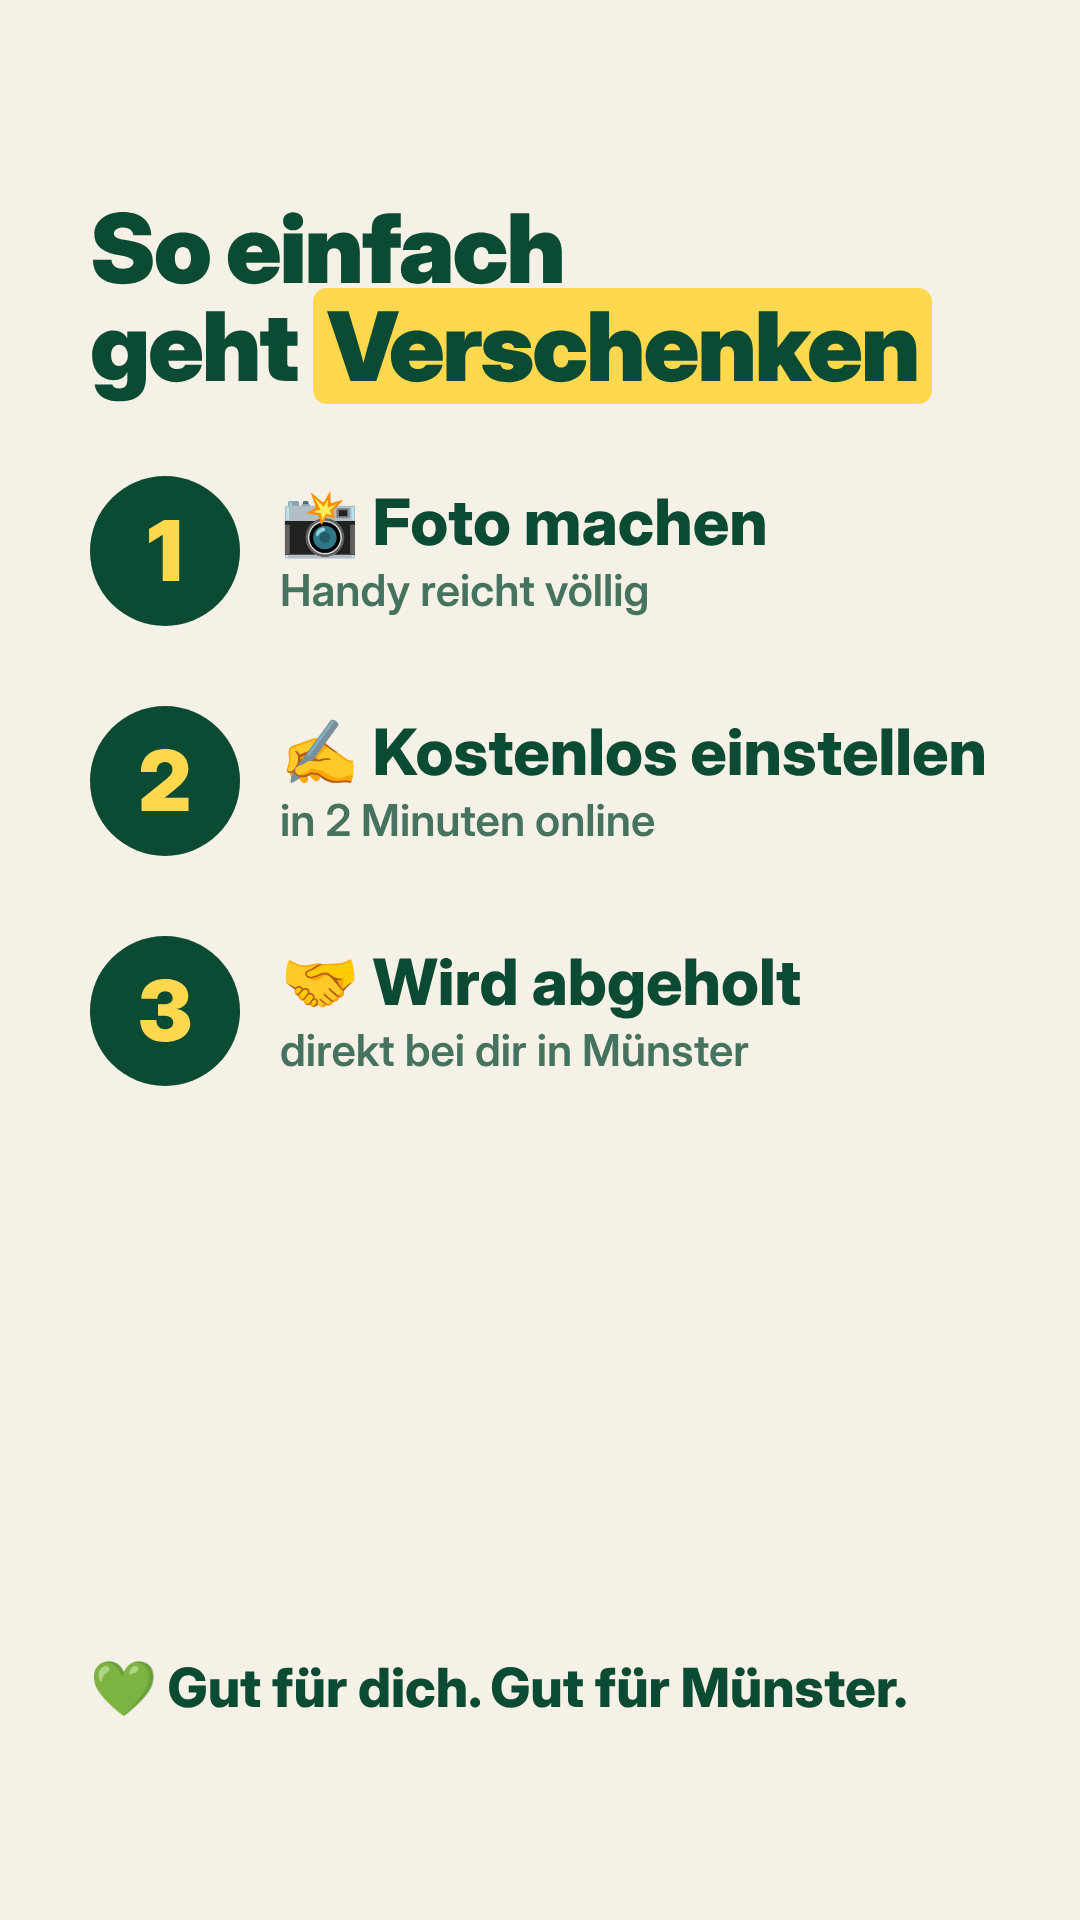 So einfach
geht Verschenken
1
📸 Foto machen
Handy reicht völlig
2
✍️ Kostenlos einstellen
in 2 Minuten online
3
🤝 Wird abgeholt
direkt bei dir in Münster
💚 Gut für dich. Gut für Münster.